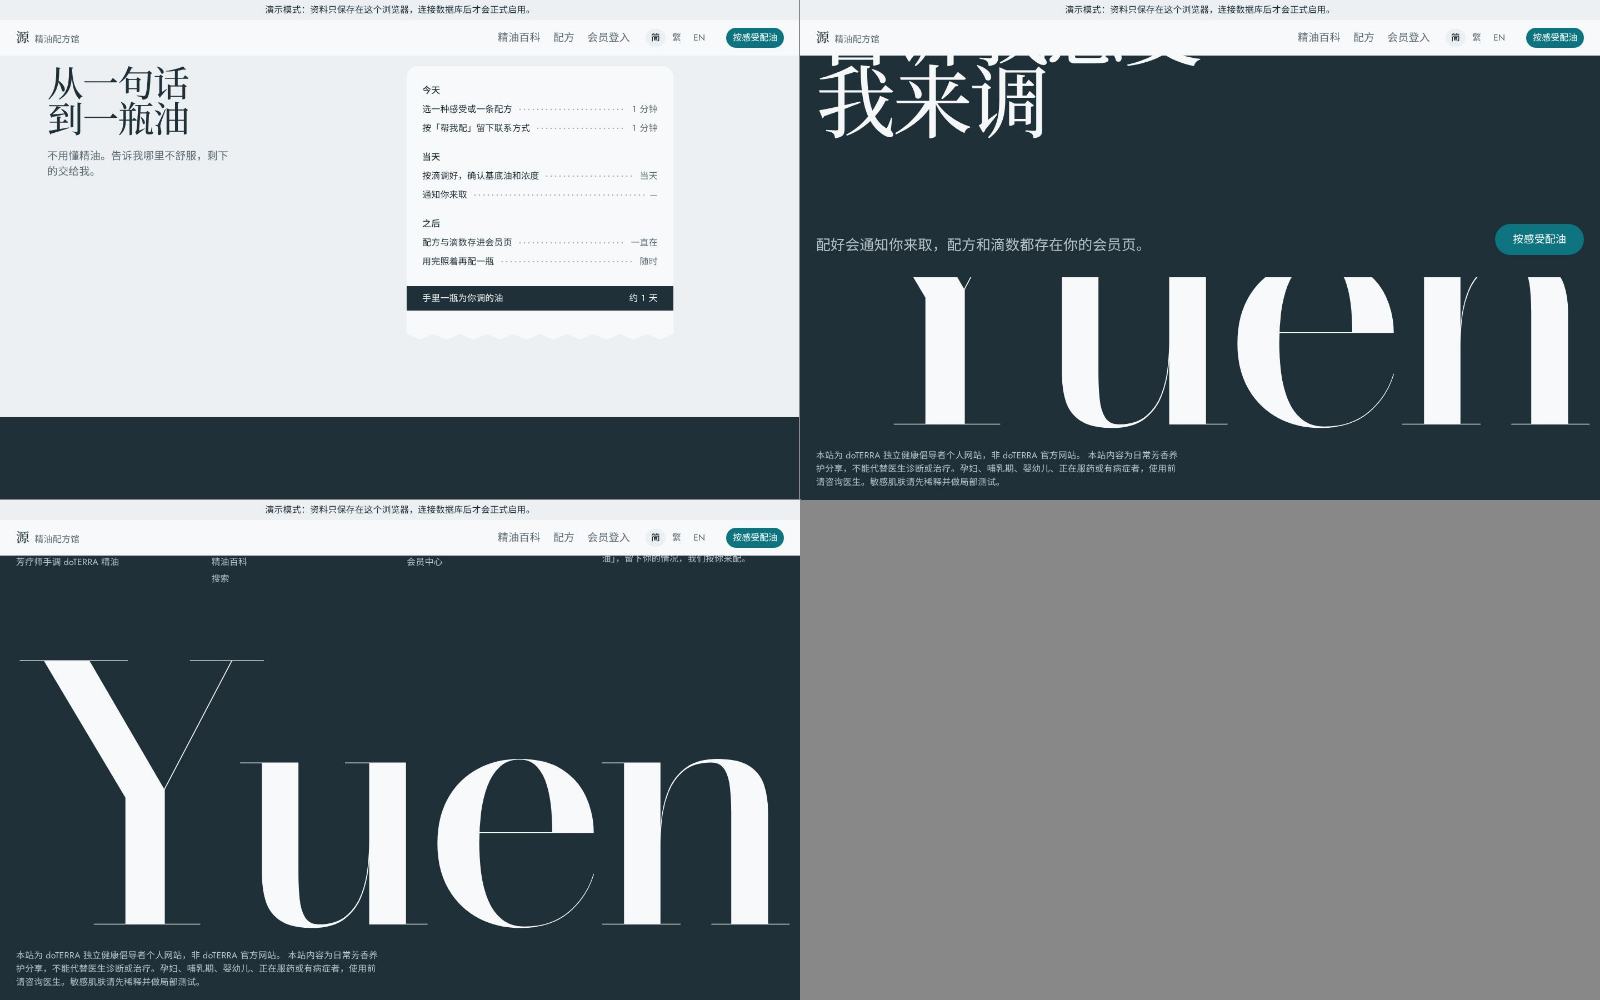 演示模式：资料只保存在这个浏览器，连接数据库后才会正式启用。
源 精油配方馆 精油百科 配方 会员登入 简 繁 EN 按感受配油
从一句话
到一瓶油
不用懂精油。告诉我哪里不舒服，剩下
的交给我。
今天
选一种感受或一条配方 1 分钟
按「帮我配」留下联系方式 1 分钟
当天
按滴调好，确认基底油和浓度 当天
通知你来取 —
之后
配方与滴数存进会员页 一直在
用完照着再配一瓶 随时
手里一瓶为你调的油 约 1 天
演示模式：资料只保存在这个浏览器，连接数据库后才会正式启用。
源 精油配方馆 精油百科 配方 会员登入 简 繁 EN 按感受配油
我来调
配好会通知你来取，配方和滴数都存在你的会员页。
按感受配油
Yuen
本站为 doTERRA 独立健康倡导者个人网站，非 doTERRA 官方网站。 本站内容为日常芳香养
护分享，不能代替医生诊断或治疗。孕妇、哺乳期、婴幼儿、正在服药或有病症者，使用前
请咨询医生。敏感肌肤请先稀释并做局部测试。
演示模式：资料只保存在这个浏览器，连接数据库后才会正式启用。
源 精油配方馆 精油百科 配方 会员登入 简 繁 EN 按感受配油
芳疗师手调 doTERRA 精油 精油百科 会员中心 油」，留下你的情况，我们按你来配。
搜索
Yuen
本站为 doTERRA 独立健康倡导者个人网站，非 doTERRA 官方网站。 本站内容为日常芳香养
护分享，不能代替医生诊断或治疗。孕妇、哺乳期、婴幼儿、正在服药或有病症者，使用前
请咨询医生。敏感肌肤请先稀释并做局部测试。